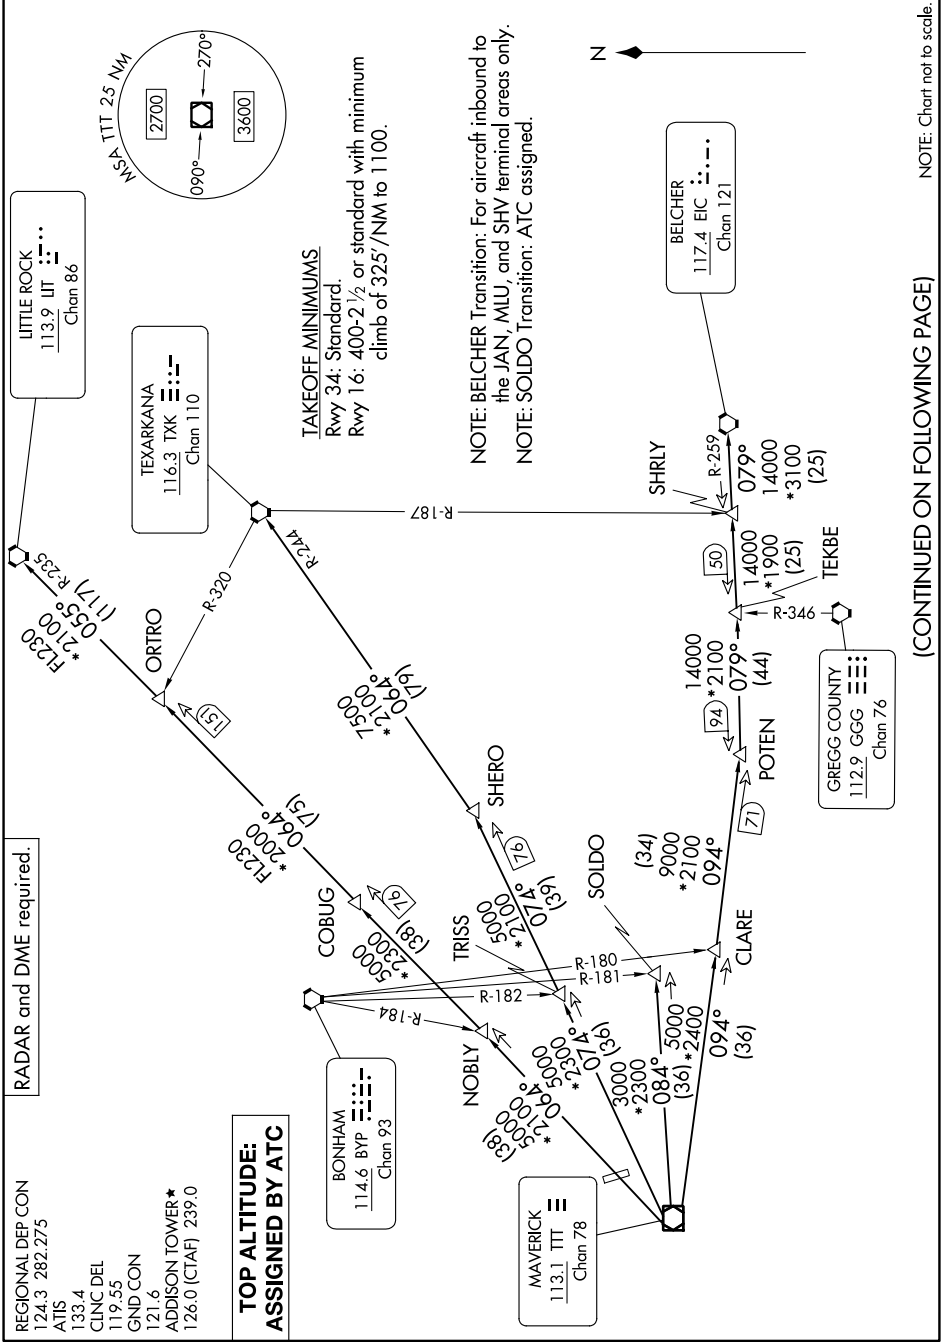 REGIONAL DEP CON
124.3 282.275
ATIS
133.4
CLNC DEL
119.55
GND CON
121.6
ADDISON TOWER★
126.0 (CTAF) 239.0
RADAR and DME required.
TOP ALTITUDE:
ASSIGNED BY ATC
LITTLE ROCK
113.9 LIT
Chan 86
MSA TTT 25 NM
2700
090°
270°
3600
TEXARKANA
116.3 TXK
Chan 110
TAKEOFF MINIMUMS
Rwy 34: Standard.
Rwy 16: 400-2 ½ or standard with minimum
climb of 325'/NM to 1100.
NOTE: BELCHER Transition: For aircraft inbound to
the JAN, MLU, and SHV terminal areas only.
NOTE: SOLDO Transition: ATC assigned.
N
BONHAM
114.6 BYP
Chan 93
MAVERICK
113.1 TTT
Chan 78
BELCHER
117.4 EIC
Chan 121
GREGG COUNTY
112.9 GGG
Chan 76
R-235
FL230
*2100
055°
(117)
ORTRO
R-320
151
FL230
*2000
064°
(75)
COBUG
76
5000
*2300
(38)
NOBLY
R-184
5000
*2100
064°
(38)
R-244
7500
*2100
064°
(79)
SHERO
76
5000
*2100
074°
(39)
TRISS
R-182
5000
*2300
074°
(36)
SOLDO
R-181
3000
*2300
084°
(36)
CLARE
R-180
5000
*2400
094°
(36)
(34)
9000
*2100
094°
71
POTEN
94
14000
*2100
079°
(44)
TEKBE
R-346
50
14000
*1900
(25)
SHRLY
R-187
R-259
079°
14000
*3100
(25)
(CONTINUED ON FOLLOWING PAGE)
NOTE: Chart not to scale.